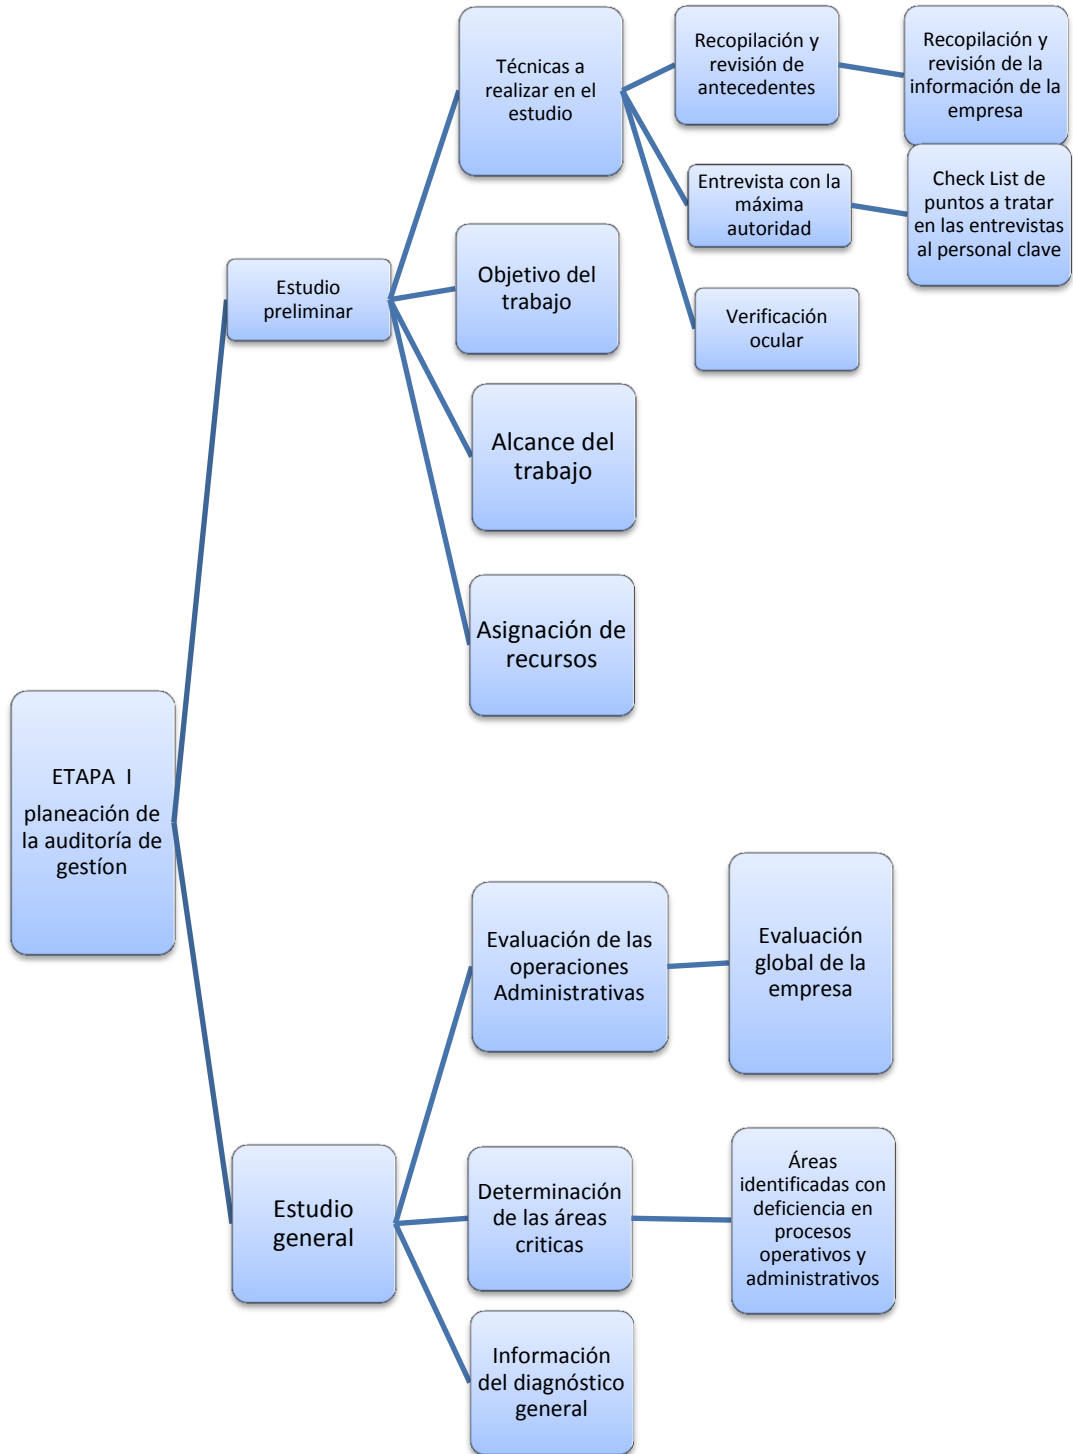 Técnicas a
realizar en el
estudio
Recopilación y
revisión de
antecedentes
Recopilación y
revisión de la
información de la
empresa
Entrevista con la
máxima
autoridad
Check List de
puntos a tratar
en las entrevistas
al personal clave
Verificación
ocular
Estudio
preliminar
Objetivo del
trabajo
Alcance del
trabajo
Asignación de
recursos
ETAPA I
planeación de
la auditoría de
gestíon
Estudio
general
Evaluación de las
operaciones
Administrativas
Evaluación
global de la
empresa
Determinación
de las áreas
criticas
Áreas
identificadas con
deficiencia en
procesos
operativos y
administrativos
Información
del diagnóstico
general